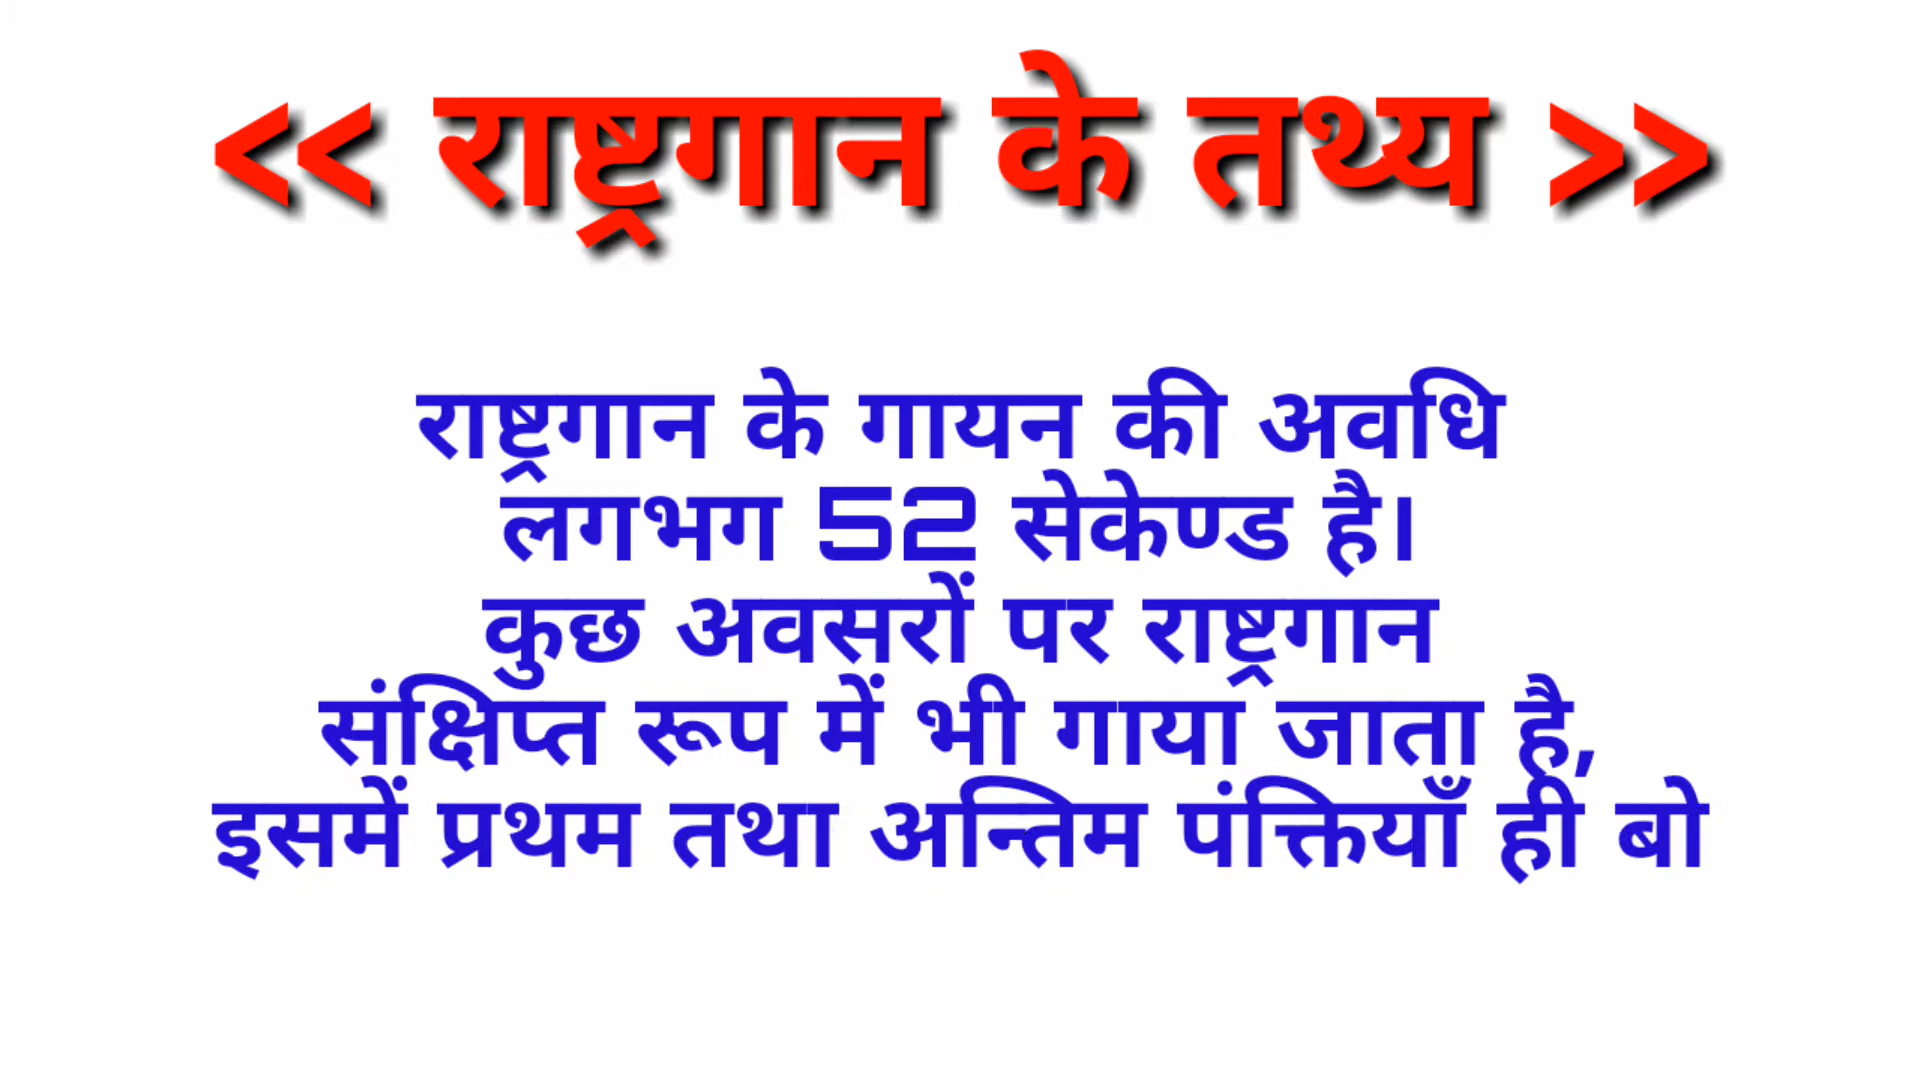 << राष्ट्रगान के तथ्य >>
राष्ट्रगान के गायन की अवधि
लगभग 52 सेकेण्ड है।
कुछ अवसरों पर राष्ट्रगान
संक्षिप्त रूप में भी गाया जाता है,
इसमें प्रथम तथा अन्तिम पंक्तियाँ ही बो